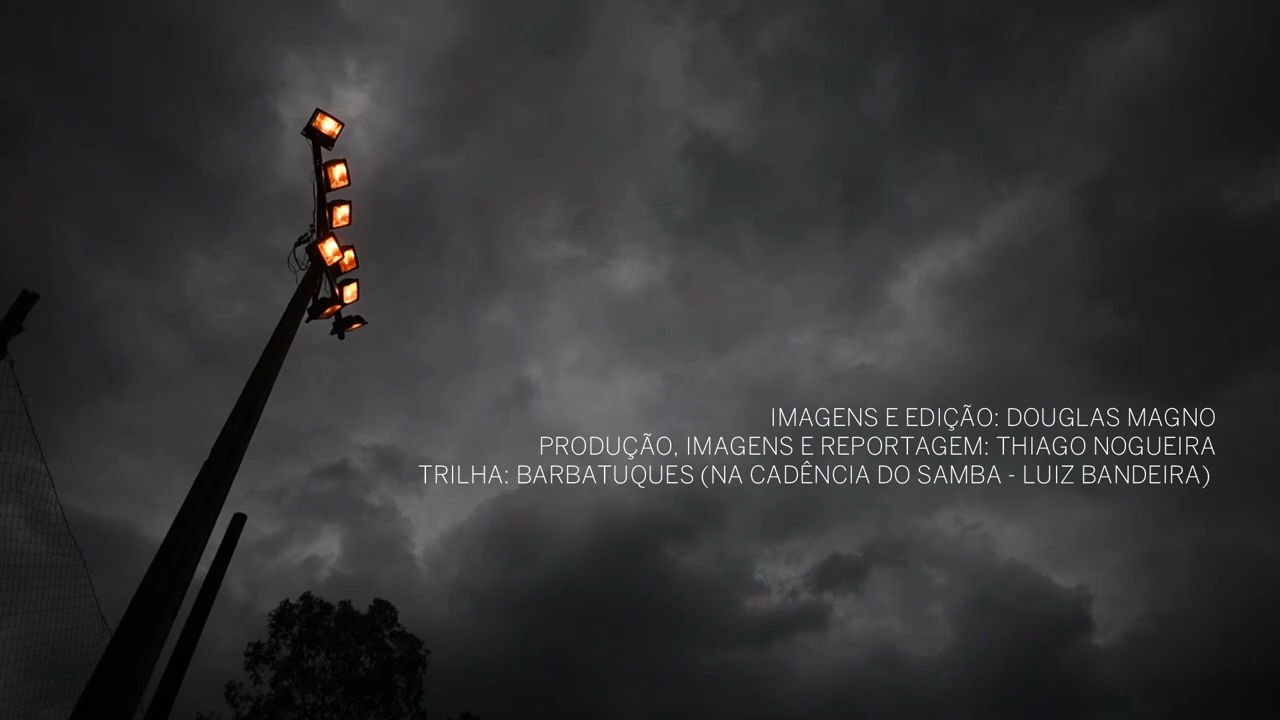 IMAGENS E EDIÇÃO: DOUGLAS MAGNO
PRODUÇÃO, IMAGENS E REPORTAGEM: THIAGO NOGUEIRA
TRILHA: BARBATUQUES (NA CADÊNCIA DO SAMBA - LUIZ BANDEIRA)